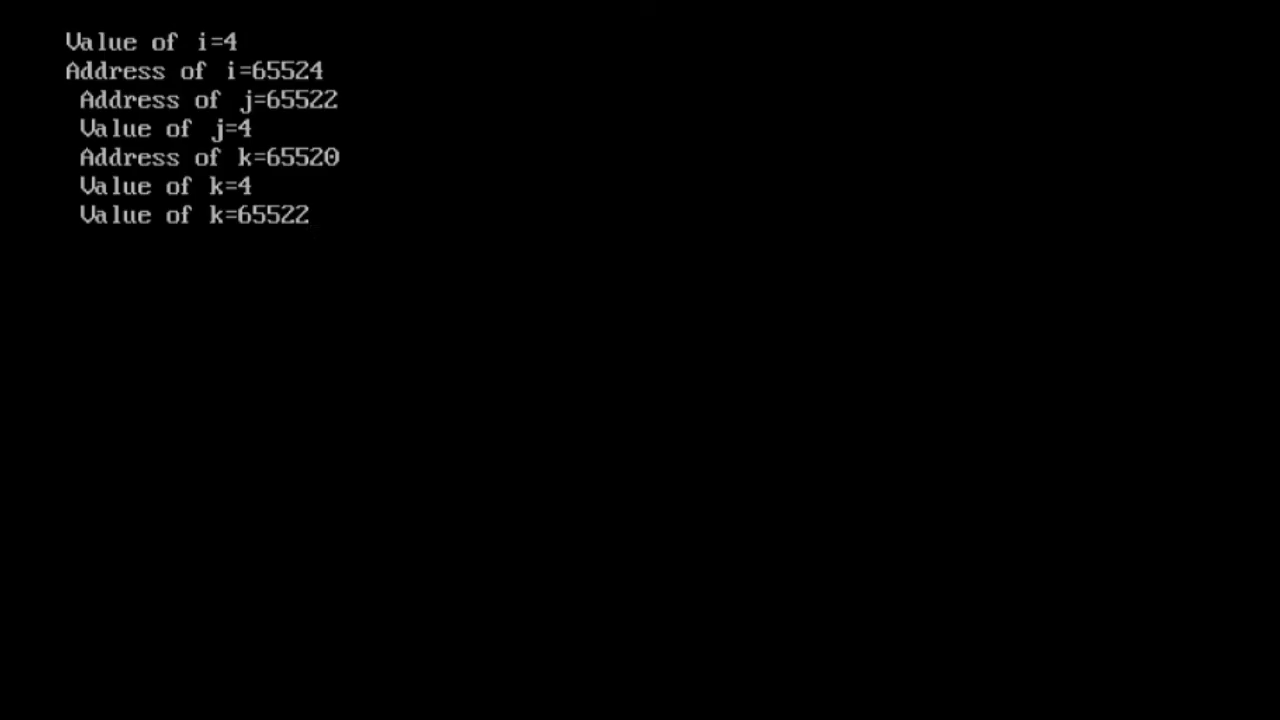 Value of i=4
Address of i=65524
Address of j=65522
Value of j=4
Address of k=65520
Value of k=4
Value of k=65522